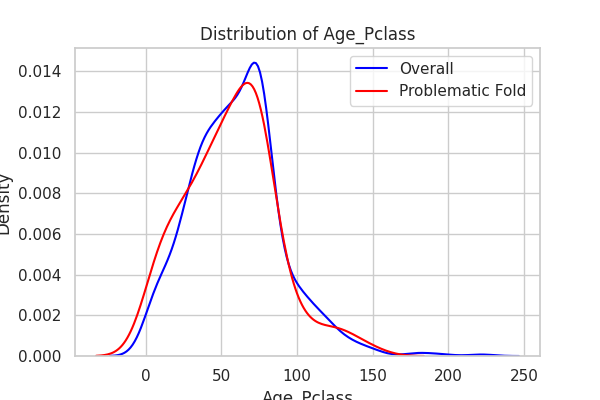 Distribution of Age_Pclass
Overall
Problematic Fold
Density
0.014
0.012
0.010
0.008
0.006
0.004
0.002
0.000
0 50 100 150 200 250
Age_Pclass